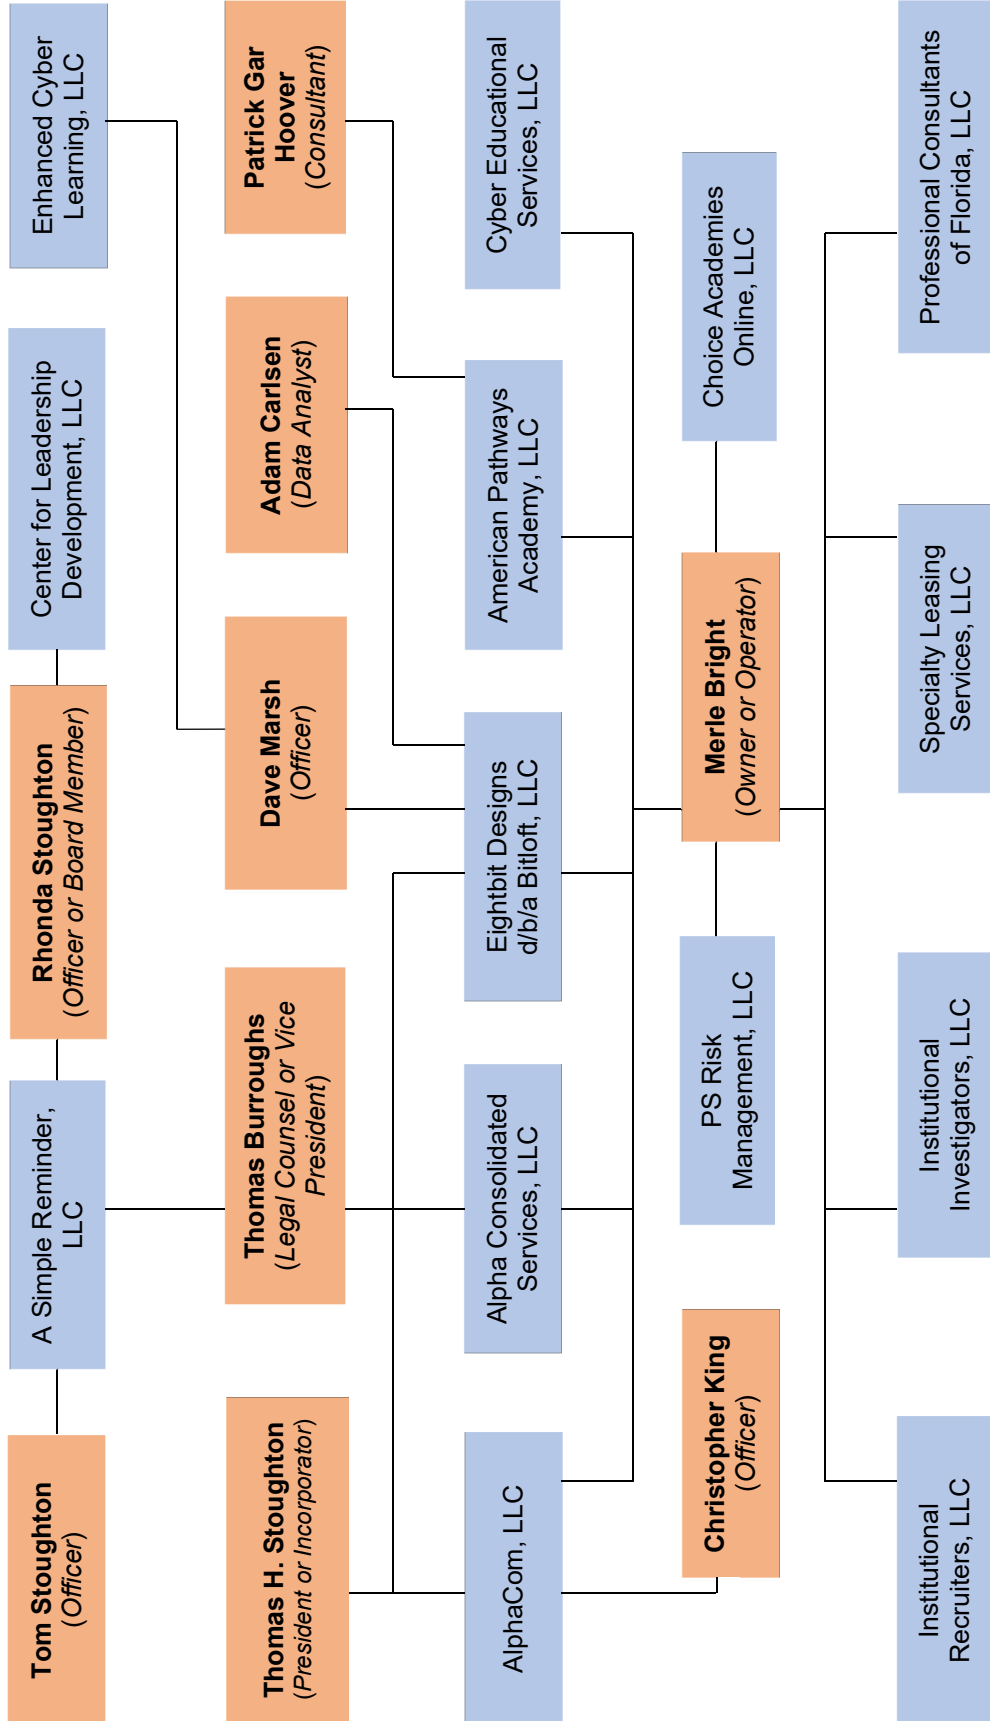 Tom Stoughton
(Officer)
A Simple Reminder,
LLC
Rhonda Stoughton
(Officer or Board Member)
Center for Leadership
Development, LLC
Enhanced Cyber
Learning, LLC
Thomas H. Stoughton
(President or Incorporator)
Thomas Burroughs
(Legal Counsel or Vice
President)
Dave Marsh
(Officer)
Adam Carlsen
(Data Analyst)
Patrick Gar
Hoover
(Consultant)
AlphaCom, LLC
Alpha Consolidated
Services, LLC
Eightbit Designs
d/b/a Bitloft, LLC
American Pathways
Academy, LLC
Cyber Educational
Services, LLC
Christopher King
(Officer)
PS Risk
Management, LLC
Merle Bright
(Owner or Operator)
Choice Academies
Online, LLC
Institutional
Recruiters, LLC
Institutional
Investigators, LLC
Specialty Leasing
Services, LLC
Professional Consultants
of Florida, LLC